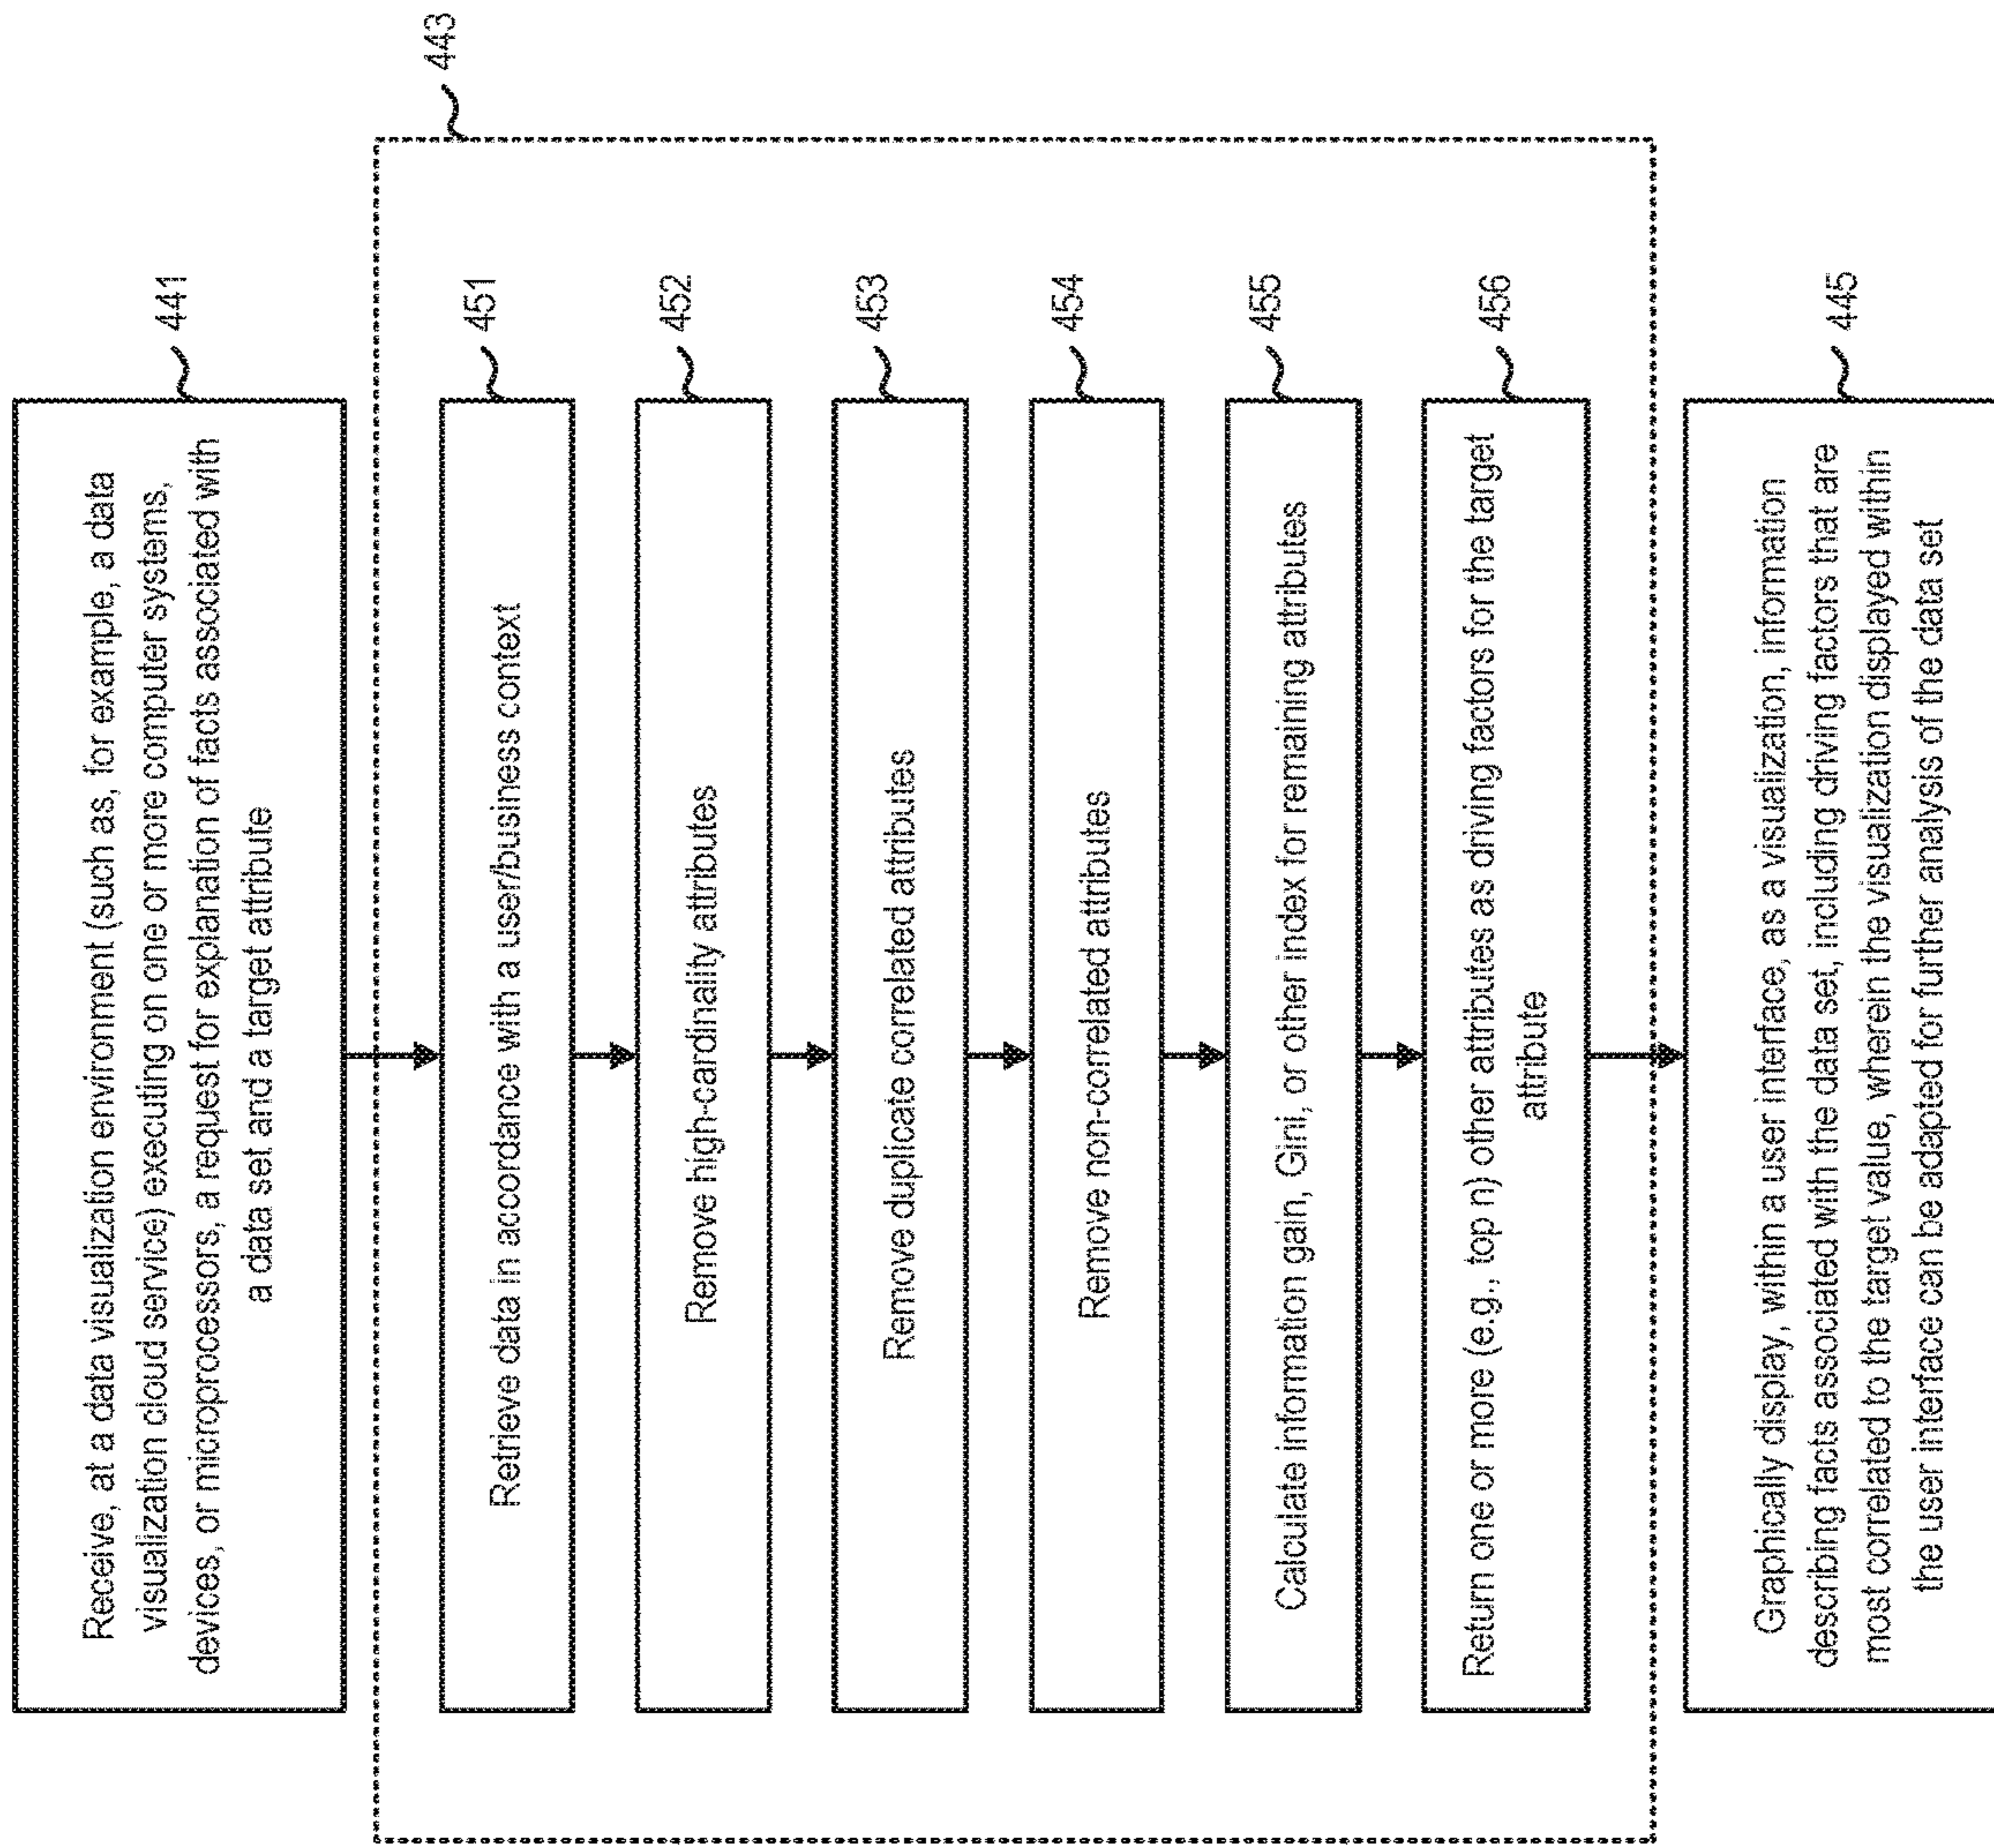 Receive, at a data visualization environment (such as, for example, a data
visualization cloud service) executing on one or more computer systems,
devices, or microprocessors, a request for explanation of facts associated with
a data set and a target attribute
441
443
Retrieve data in accordance with a user/business context
451
Remove high-cardinality attributes
452
Remove duplicate correlated attributes
453
Remove non-correlated attributes
454
Calculate information gain, Gini, or other index for remaining attributes
455
Return one or more (e.g., top n) other attributes as driving factors for the target
attribute
456
Graphically display, within a user interface, as a visualization, information
describing facts associated with the data set, including driving factors that are
most correlated to the target value, wherein the visualization displayed within
the user interface can be adapted for further analysis of the data set
445